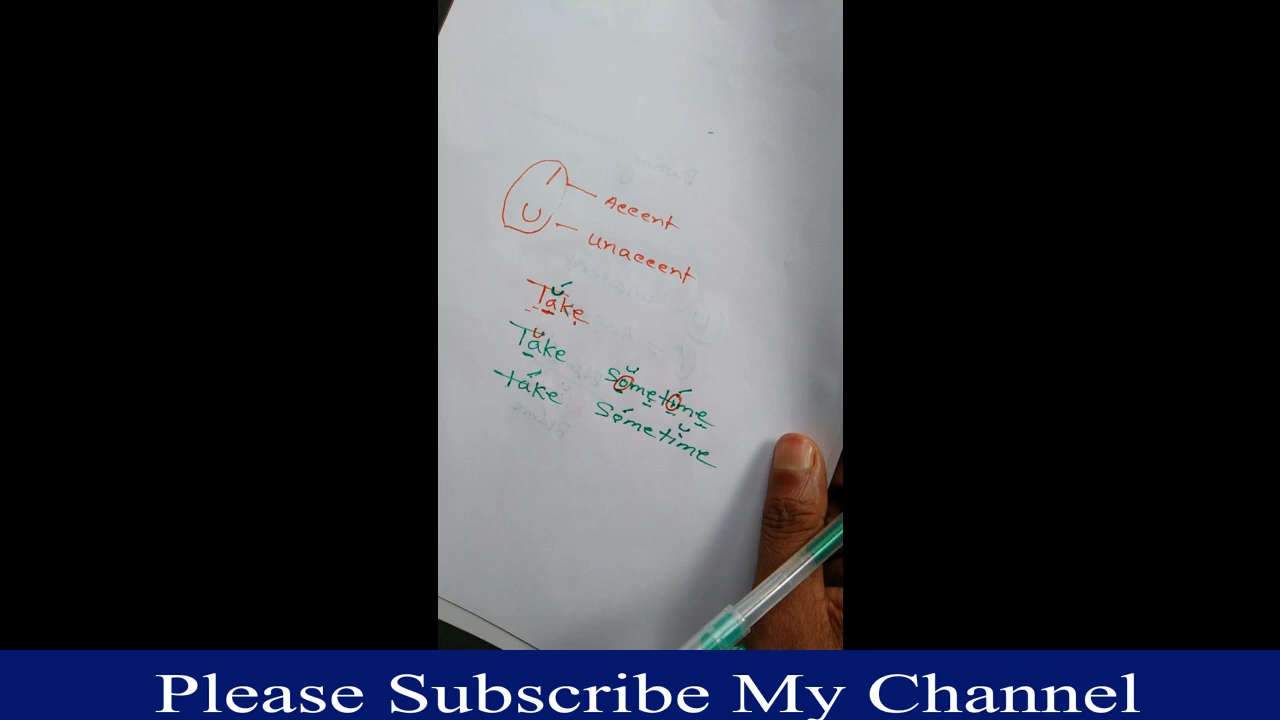 Accent
unaccent
Take
Take
take
sometime
Sometime
Please Subscribe My Channel